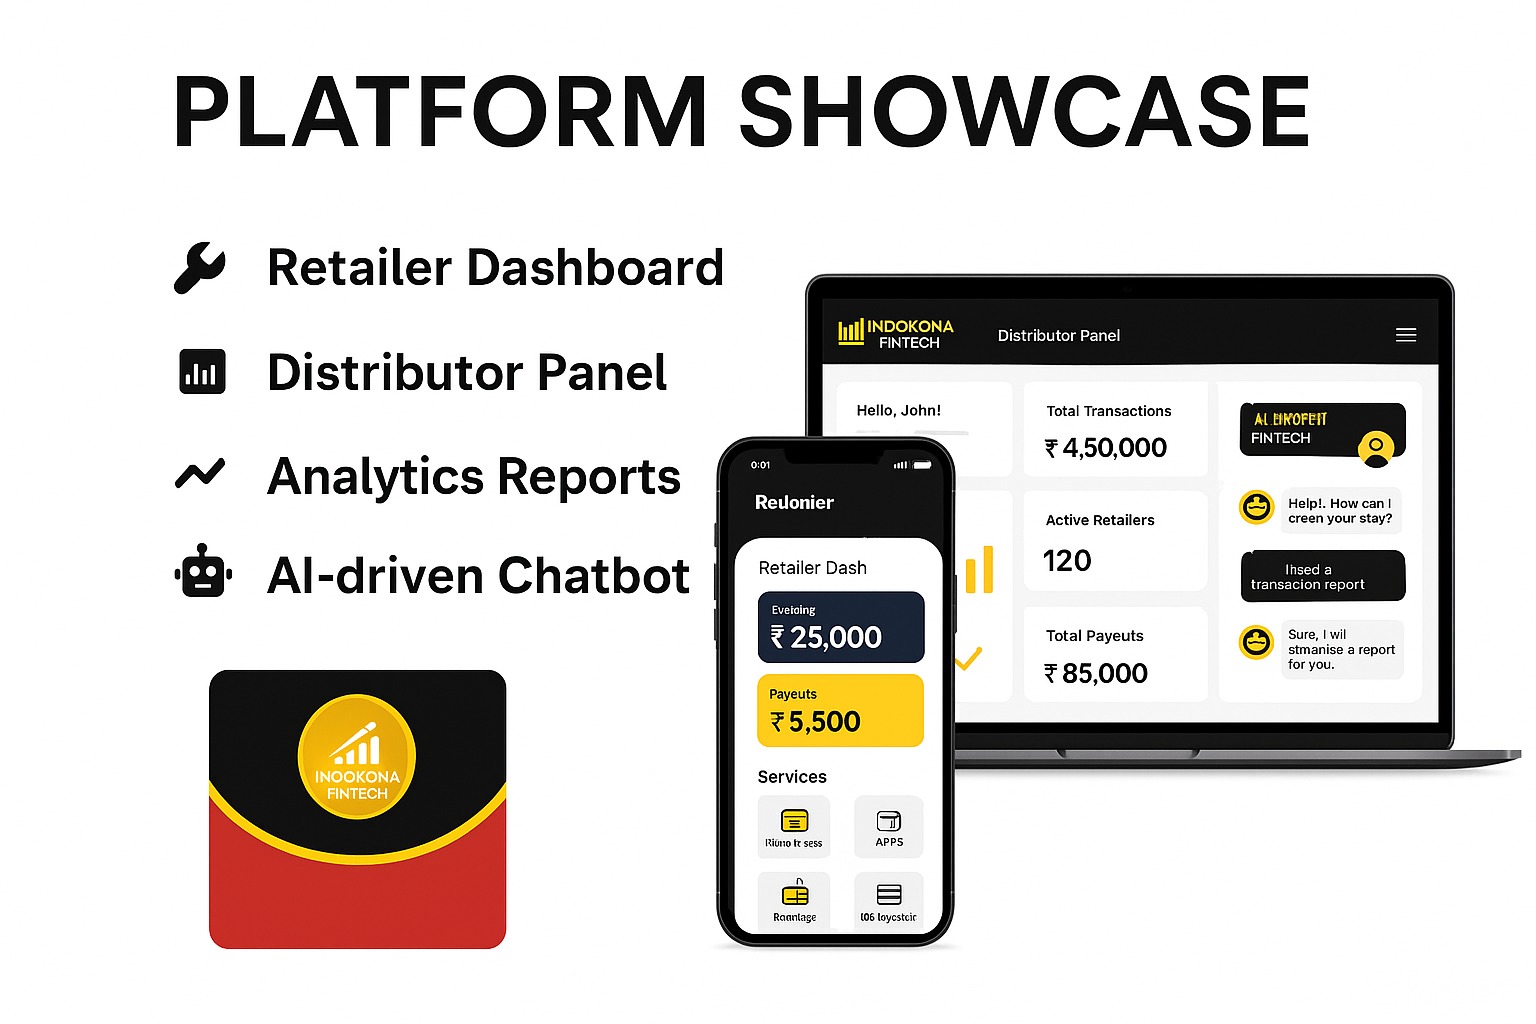 PLATFORM SHOWCASE
Retailer Dashboard
Distributor Panel
Analytics Reports
AI-driven Chatbot
INOOKONA
FINTECH
0:01
Reulonier
Retailer Dash
₹ 25,000
Payeuts
₹ 5,500
Services
APPS
INDOKONA
FINTECH
Distributor Panel
Hello, John!
Total Transactions
₹ 4,50,000
Active Retailers
120
Total Payeuts
₹ 85,000
FINTECH
Help!. How can I
creen your stay?
Ihsed a
transacion report
Sure, I wil
stmanise a report
for you.